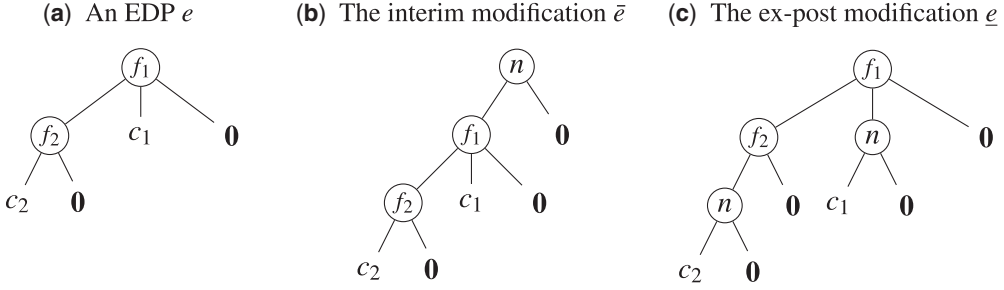 (a) An EDP e (b) The interim modification ē (c) The ex-post modification e̲
n
f₁ f₁
f₂ c₁ 0 f₁ 0 f₂ n 0
c₂ 0 f₂ c₁ 0 n 0 c₁ 0
c₂ 0 c₂ 0